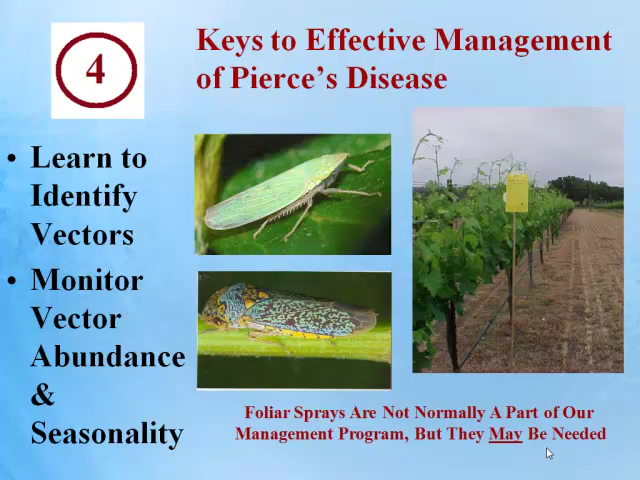 4
Keys to Effective Management
of Pierce's Disease
• Learn to
Identify
Vectors
• Monitor
Vector
Abundance
&
Seasonality
Foliar Sprays Are Not Normally A Part of Our
Management Program, But They May Be Needed